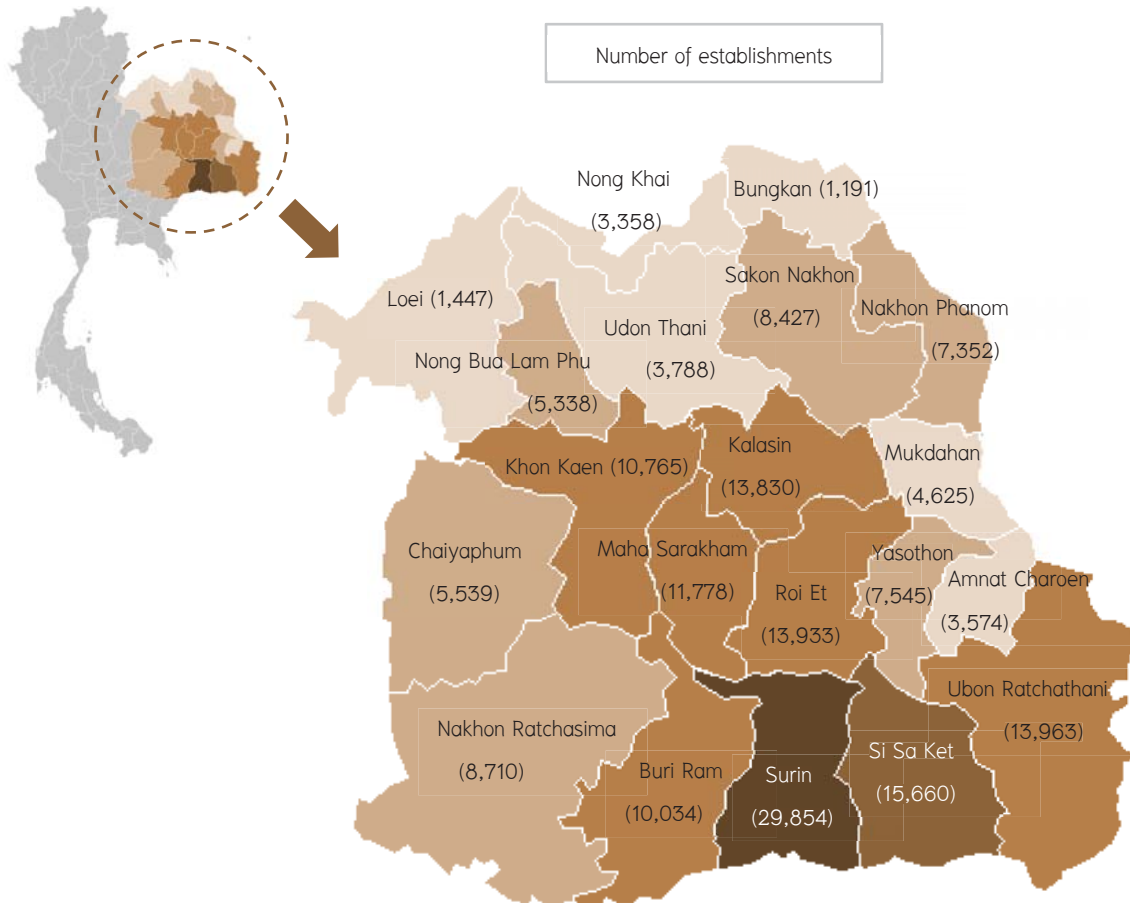 Number of establishments
Nong Khai
(3,358)
Bungkan (1,191)
Loei (1,447)
Sakon Nakhon
(8,427)
Nakhon Phanom
(7,352)
Udon Thani
(3,788)
Nong Bua Lam Phu
(5,338)
Khon Kaen (10,765)
Kalasin
(13,830)
Mukdahan
(4,625)
Chaiyaphum
(5,539)
Maha Sarakham
(11,778)
Roi Et
(13,933)
Yasothon
(7,545)
Amnat Charoen
(3,574)
Ubon Ratchathani
(13,963)
Nakhon Ratchasima
(8,710)
Buri Ram
(10,034)
Surin
(29,854)
Si Sa Ket
(15,660)